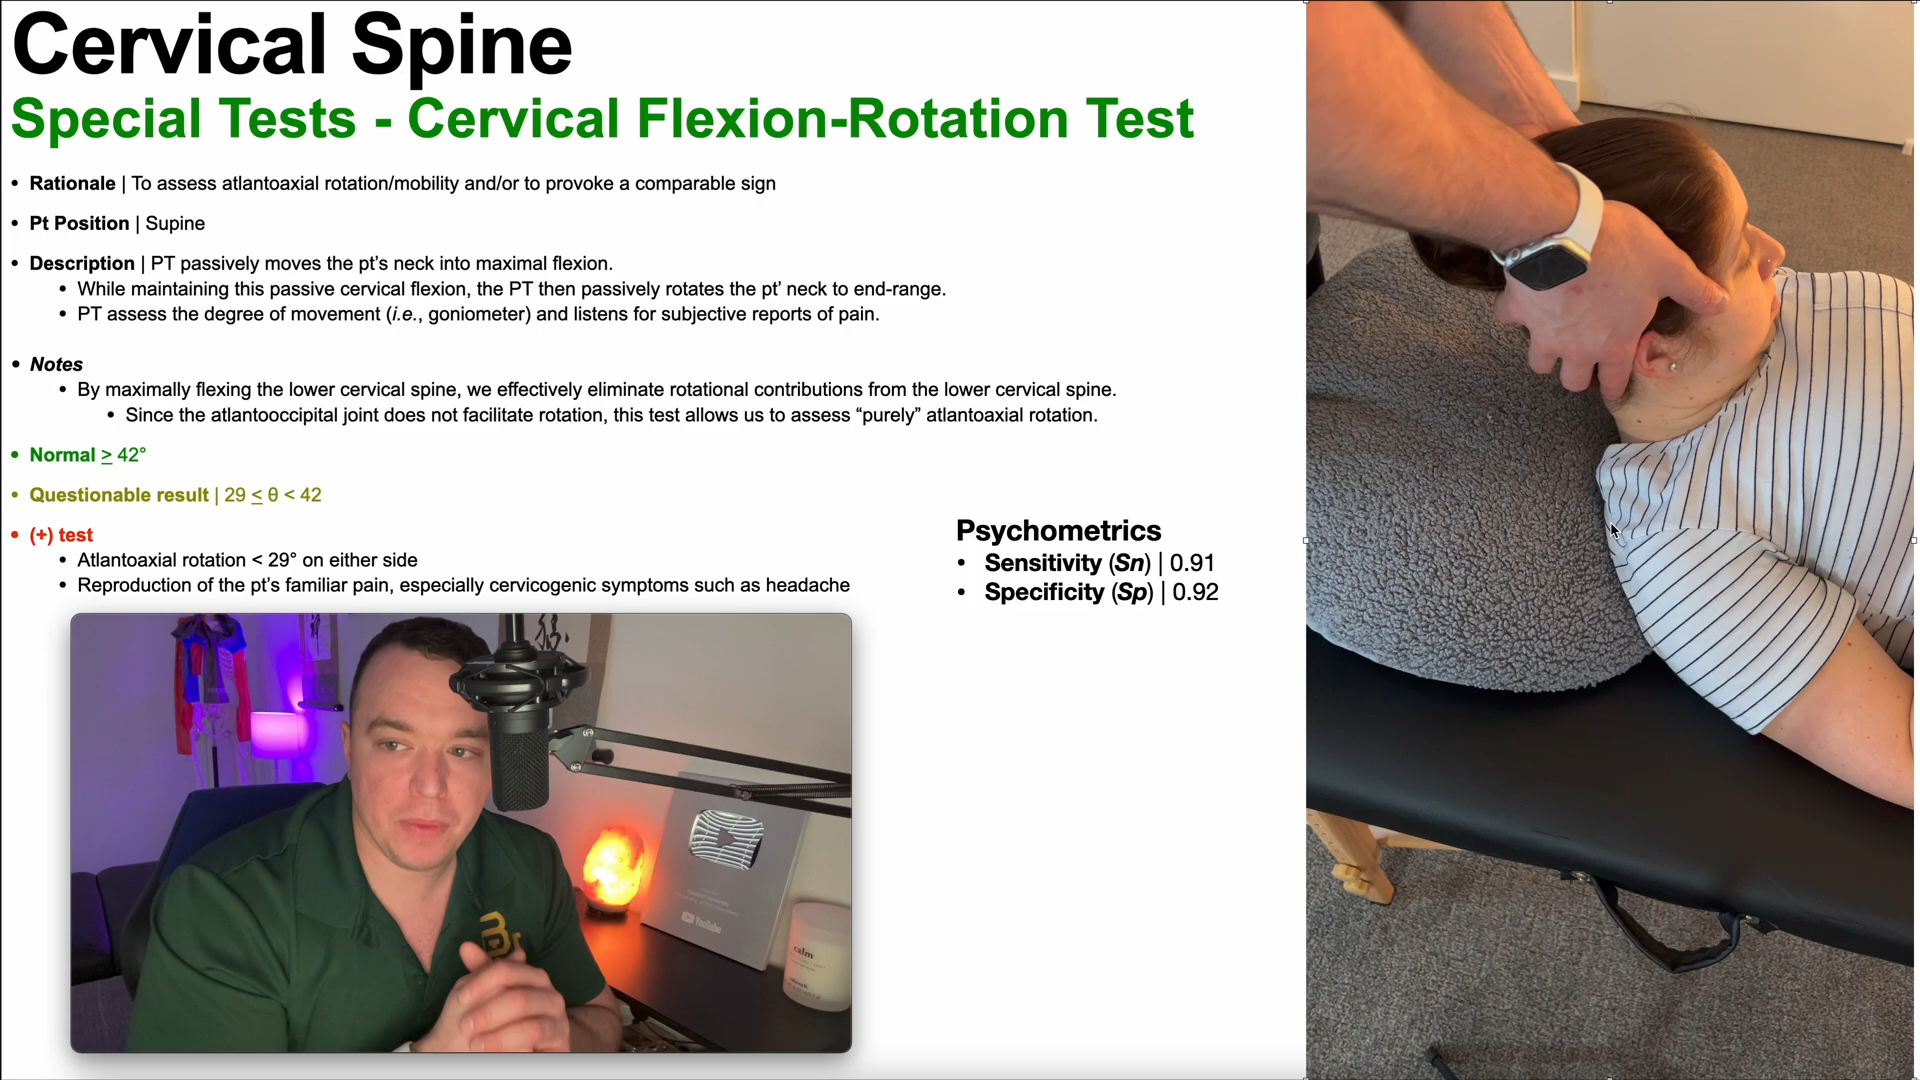 Cervical Spine
Special Tests - Cervical Flexion-Rotation Test
• Rationale | To assess atlantoaxial rotation/mobility and/or to provoke a comparable sign
• Pt Position | Supine
• Description | PT passively moves the pt’s neck into maximal flexion.
• While maintaining this passive cervical flexion, the PT then passively rotates the pt’ neck to end-range.
• PT assess the degree of movement (i.e., goniometer) and listens for subjective reports of pain.
• Notes
• By maximally flexing the lower cervical spine, we effectively eliminate rotational contributions from the lower cervical spine.
• Since the atlantooccipital joint does not facilitate rotation, this test allows us to assess “purely” atlantoaxial rotation.
• Normal ≥ 42°
• Questionable result | 29 ≤ θ < 42
• (+) test
• Atlantoaxial rotation < 29° on either side
• Reproduction of the pt’s familiar pain, especially cervicogenic symptoms such as headache
Psychometrics
• Sensitivity (Sn) | 0.91
• Specificity (Sp) | 0.92
YouTube
calm